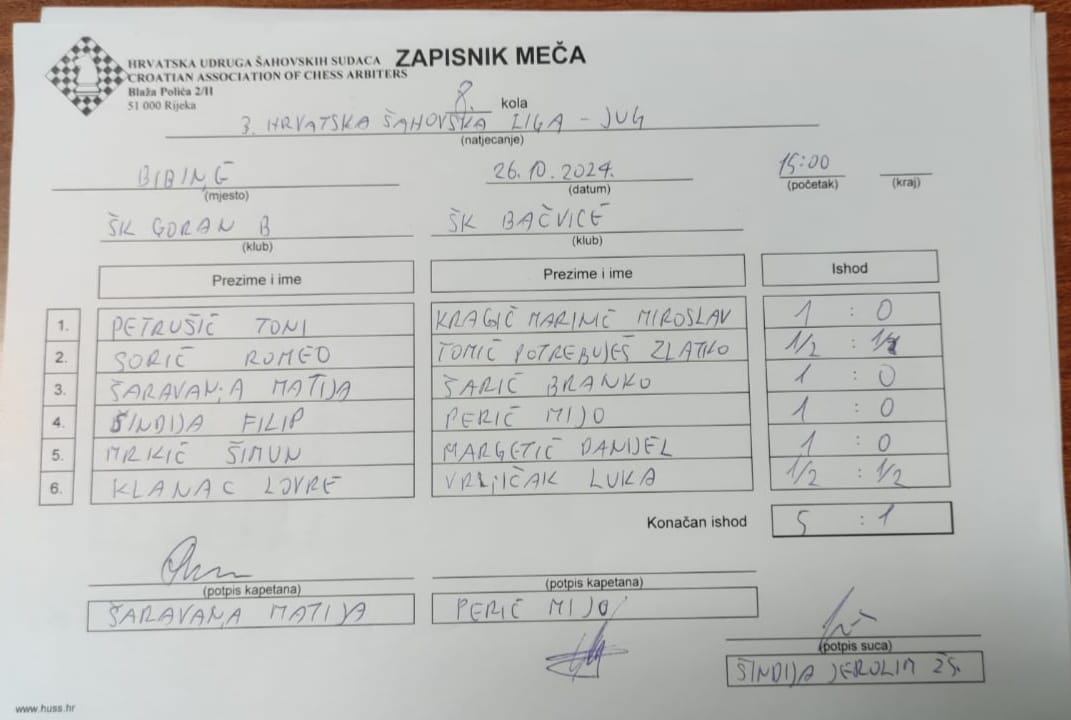 HRVATSKA UDRUGA ŠAHOVSKIH SUDACA
CROATIAN ASSOCIATION OF CHESS ARBITERS
Blaža Polića 2/II
51 000 Rijeka
ZAPISNIK MEČA
8. kola
3. HRVATSKA ŠAHOVSKA LIGA - JUG
(natjecanje)
BIBINJE 26.10.2024. 15:00
(mjesto) (datum) (početak) (kraj)
ŠK GORAN B ŠK BAČVICE
(klub) (klub)
Prezime i ime Prezime i ime Ishod
1. PETRUŠIĆ TONI KRAGIĆ MARINIĆ MIROSLAV 1 : 0
2. SORIĆ ROMEO TOMIĆ POTREBUJEŠ ZLATKO 1/2 : 1/2
3. ŠARAVANJA MATIJA ŠARIĆ BRANKO 1 : 0
4. ŠINDIJA FILIP PERIĆ MIJO 1 : 0
5. MRKIĆ ŠIMUN MARGETIĆ DANIJEL 1 : 0
6. KLANAC LOVRE VRLJIČAK LUKA 1/2 : 1/2
Konačan ishod 5 : 1
(potpis kapetana) (potpis kapetana)
ŠARAVANJA MATIJA PERIĆ MIJO
(potpis suca)
ŠINDIJA JEROLIM ŽS.
www.huss.hr